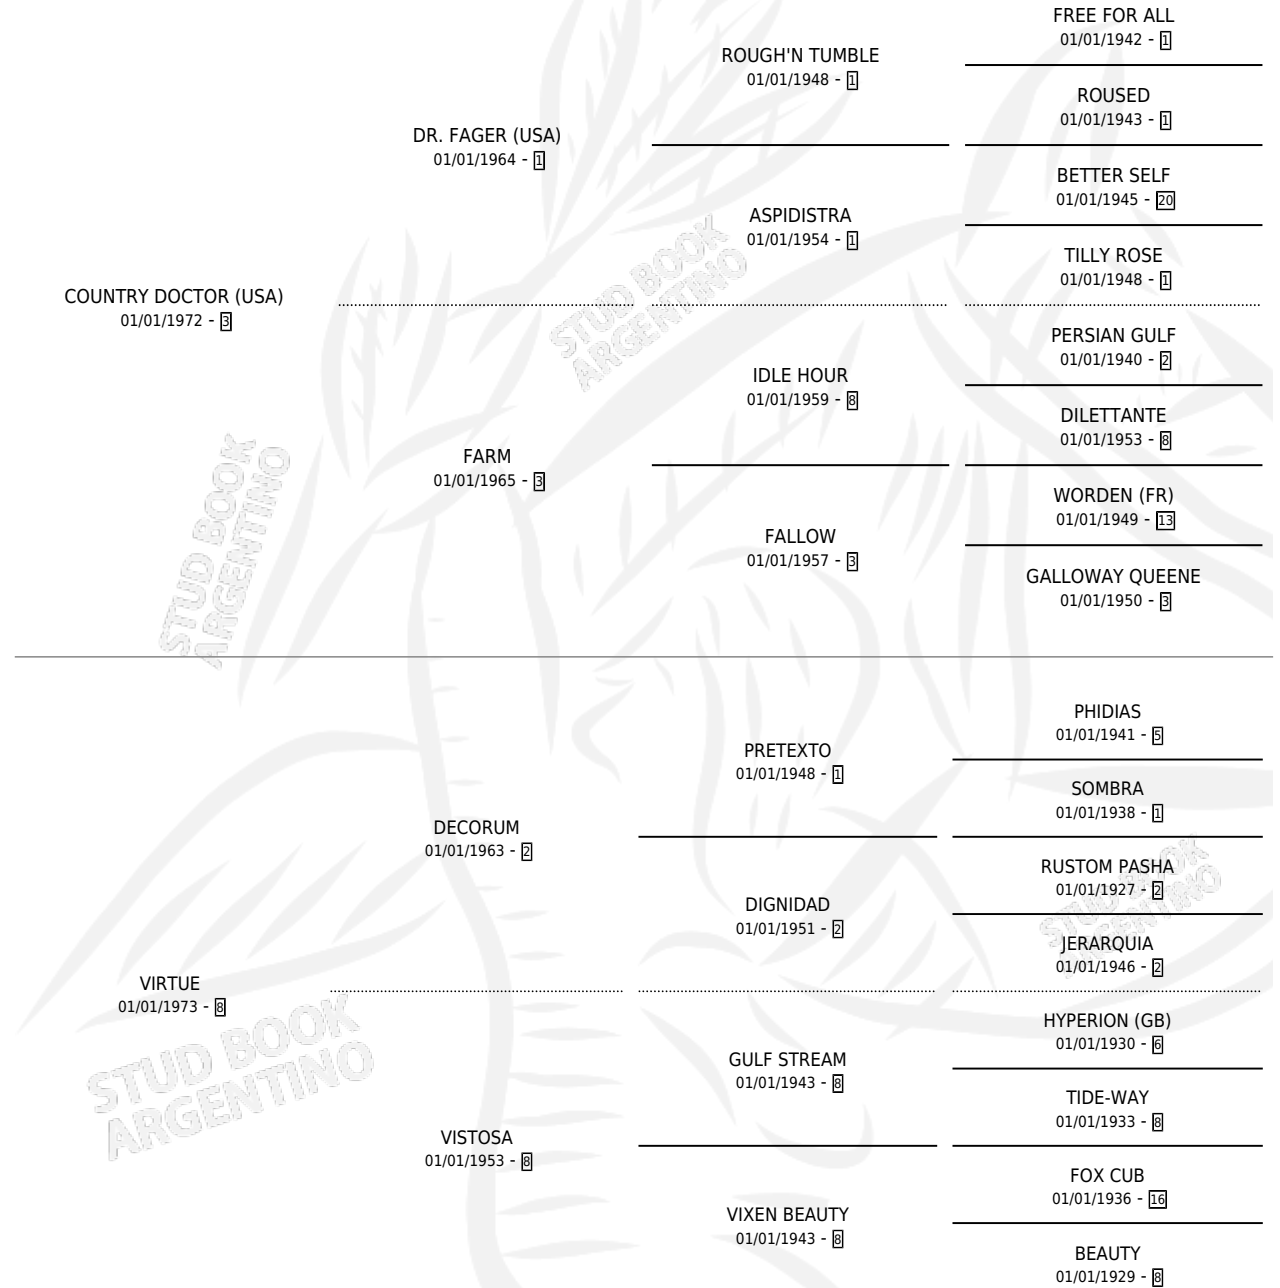 FREE FOR ALL
01/01/1942 - 1
ROUGH'N TUMBLE
01/01/1948 - 1
ROUSED
01/01/1943 - 1
DR. FAGER (USA)
01/01/1964 - 1
BETTER SELF
01/01/1945 - 20
ASPIDISTRA
01/01/1954 - 1
TILLY ROSE
01/01/1948 - 1
COUNTRY DOCTOR (USA)
01/01/1972 - 3
STUD BOOK
ARGENTINO
PERSIAN GULF
01/01/1940 - 2
IDLE HOUR
01/01/1959 - 8
DILETTANTE
01/01/1953 - 8
FARM
01/01/1965 - 3
WORDEN (FR)
01/01/1949 - 13
FALLOW
01/01/1957 - 3
GALLOWAY QUEENE
01/01/1950 - 3
STUD BOOK
ARGENTINO
PHIDIAS
01/01/1941 - 5
PRETEXTO
01/01/1948 - 1
SOMBRA
01/01/1938 - 1
DECORUM
01/01/1963 - 2
RUSTOM PASHA
01/01/1927 - 2
DIGNIDAD
01/01/1951 - 2
JERARQUIA
01/01/1946 - 2
STUD BOOK
ARGENTINO
VIRTUE
01/01/1973 - 8
HYPERION (GB)
01/01/1930 - 6
GULF STREAM
01/01/1943 - 8
TIDE-WAY
01/01/1933 - 8
STUD BOOK
ARGENTINO
VISTOSA
01/01/1953 - 8
FOX CUB
01/01/1936 - 16
VIXEN BEAUTY
01/01/1943 - 8
BEAUTY
01/01/1929 - 8